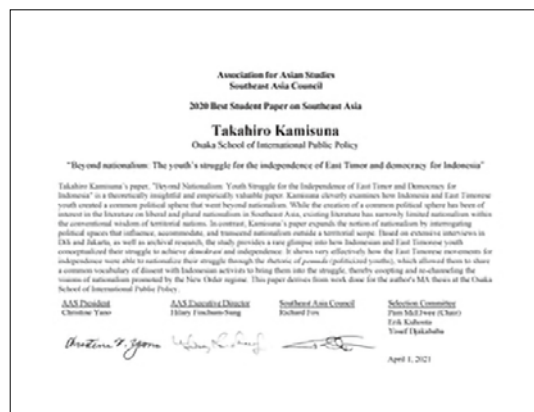 Association for Asian Studies
Southeast Asia Council
2020 Best Student Paper on Southeast Asia
Takahiro Kamisuna
Osaka School of International Public Policy
"Beyond nationalism: The youth's struggle for the independence of East Timor and democracy for Indonesia"
Takahiro Kamisuna's paper, "Beyond Nationalism: Youth Struggle for the Independence of East Timor and Democracy for
Indonesia" is a theoretically insightful and empirically valuable paper. Kamisuna cleverly examines how Indonesia and East Timorese
youth created a common political sphere that went beyond nationalism. While the creation of a common political sphere has been of
interest in the literature on liberal and plural nationalism in Southeast Asia, existing literature has narrowly limited nationalism within
the conventional wisdom of territorial nations. In contrast, Kamisuna's paper expands the notion of nationalism by interrogating
political spaces that influence, accommodate, and transcend nationalism outside a territorial scope. Based on extensive interviews in
Dili and Jakarta, as well as archival research, the study provides a rare glimpse into how Indonesian and East Timorese youth
conceptualized their struggle to achieve demokrasi and independence. It shows very effectively how the East Timorese movements for
independence were able to nationalize their struggle through the rhetoric of pemuda (politicized youths), which allowed them to share
a common vocabulary of dissent with Indonesian activists to bring them into the struggle, thereby coopting and re-channeling the
visions of nationalism promoted by the New Order regime. This paper derives from work done for the author's MA thesis at the Osaka
School of International Public Policy.
AAS President
Christine Yano
AAS Executive Director
Hilary Finchum-Sung
Southeast Asia Council
Richard Fox
Selection Committee
Pam McElwee (Chair)
Erik Kuhonta
Yosef Djakababa
April 1, 2021